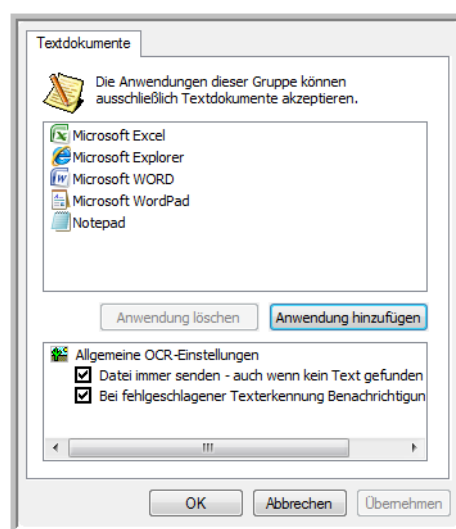 Textdokumente
Die Anwendungen dieser Gruppe können
ausschließlich Textdokumente akzeptieren.
Microsoft Excel
Microsoft Explorer
Microsoft WORD
Microsoft WordPad
Notepad
Anwendung löschen
Anwendung hinzufügen
Allgemeine OCR-Einstellungen
Datei immer senden - auch wenn kein Text gefunden
Bei fehlgeschlagener Texterkennung Benachrichtigun
OK
Abbrechen
Übernehmen